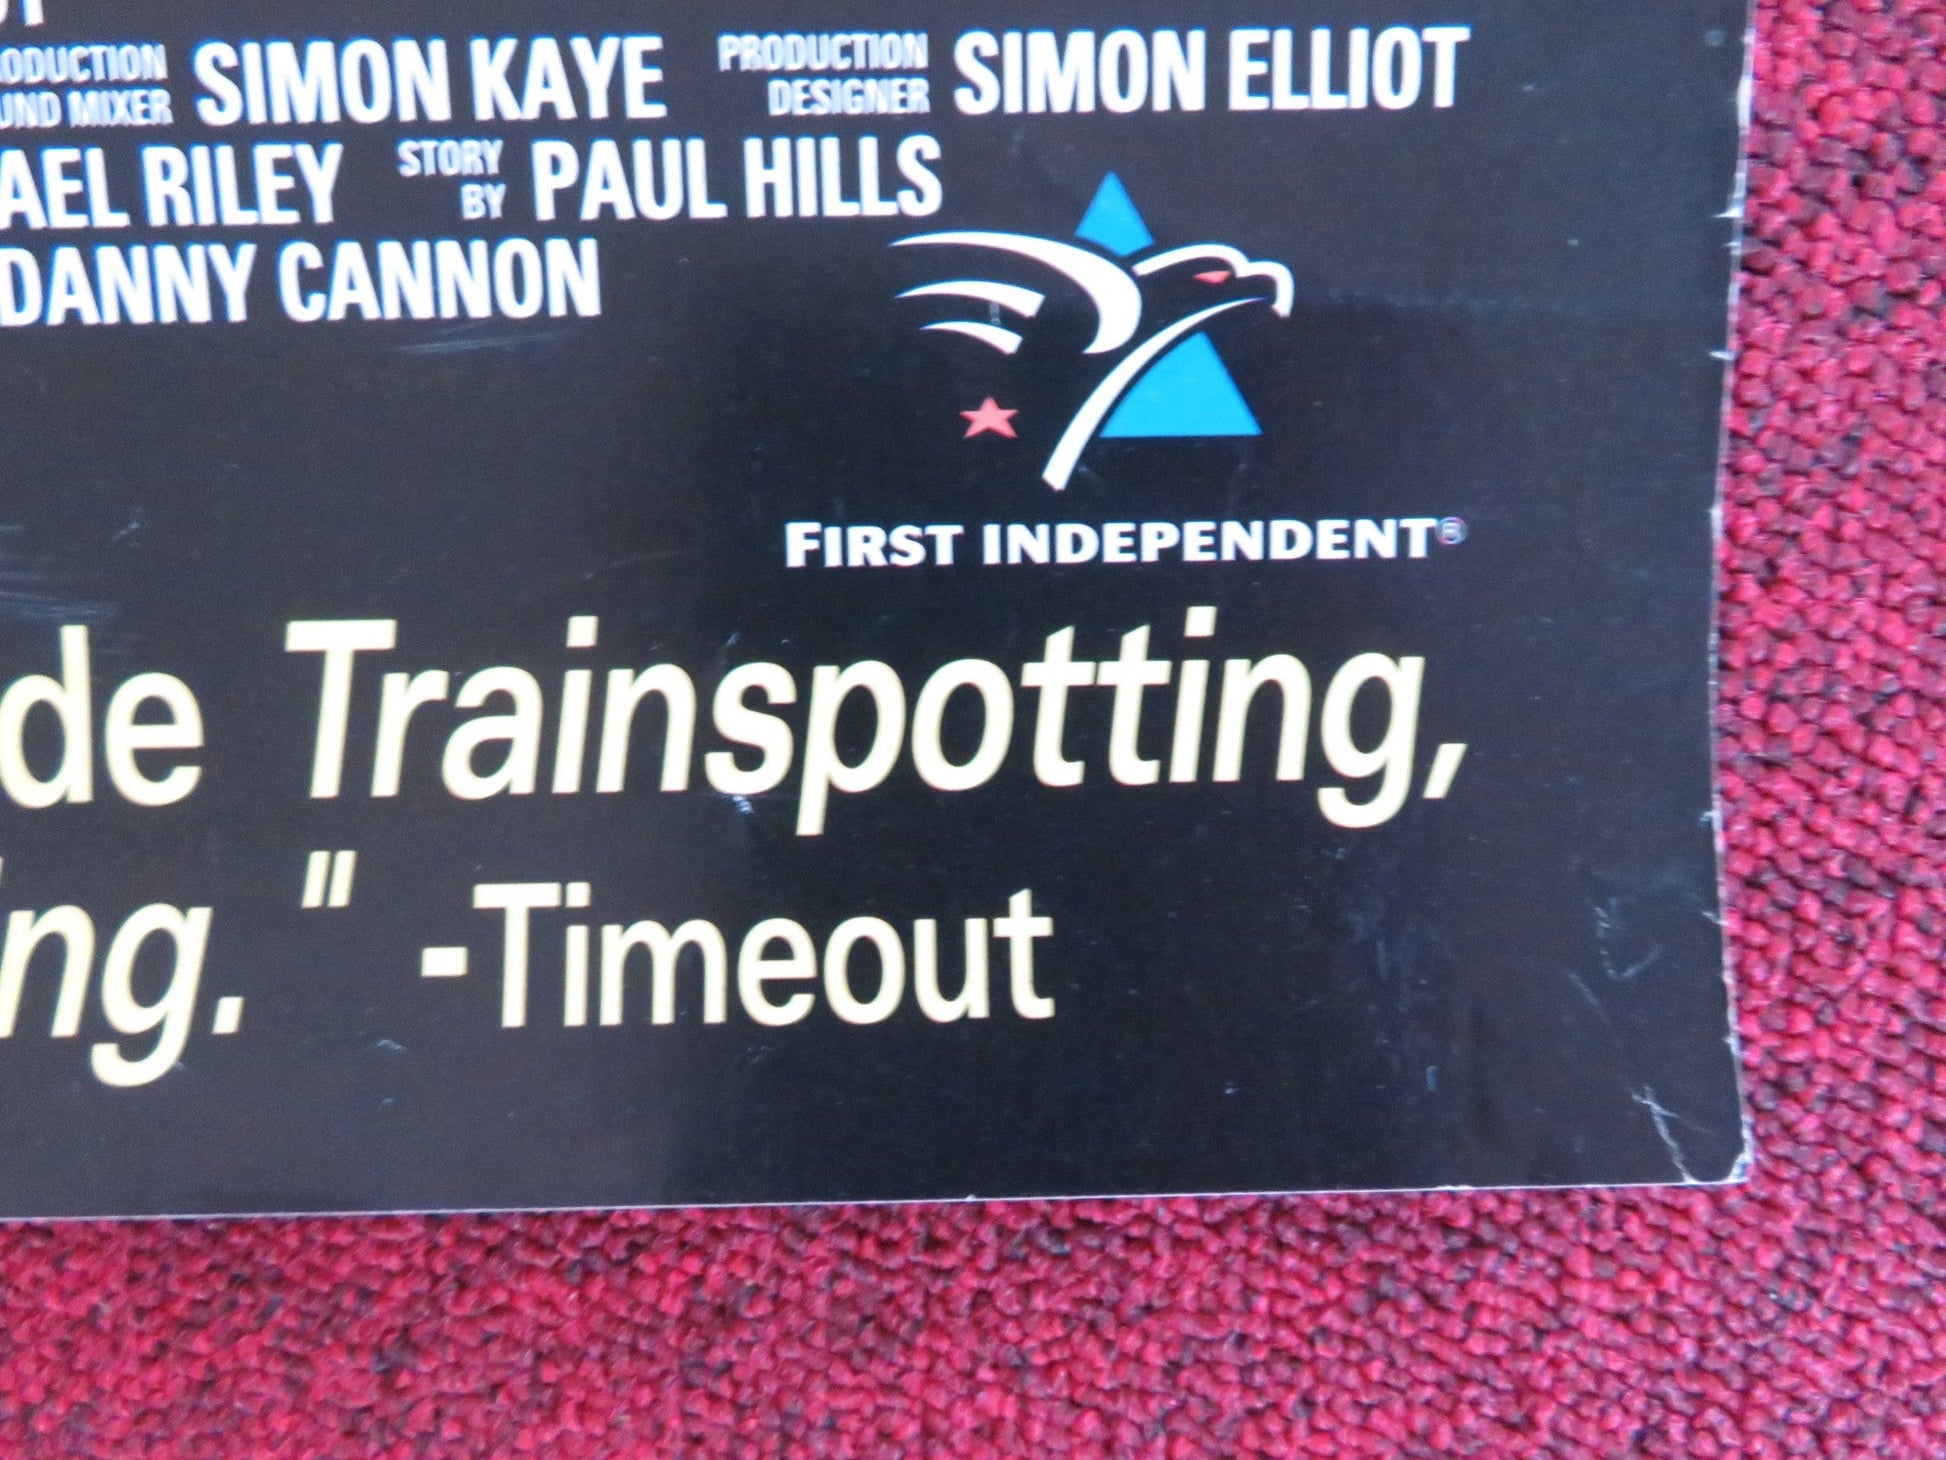 ODUCTION SIMON KAYE PRODUCTION SIMON ELLIOT
UND MIXER DESIGNER
AEL RILEY STORY BY PAUL HILLS
DANNY CANNON
FIRST INDEPENDENT®
de Trainspotting,
ng." -Timeout